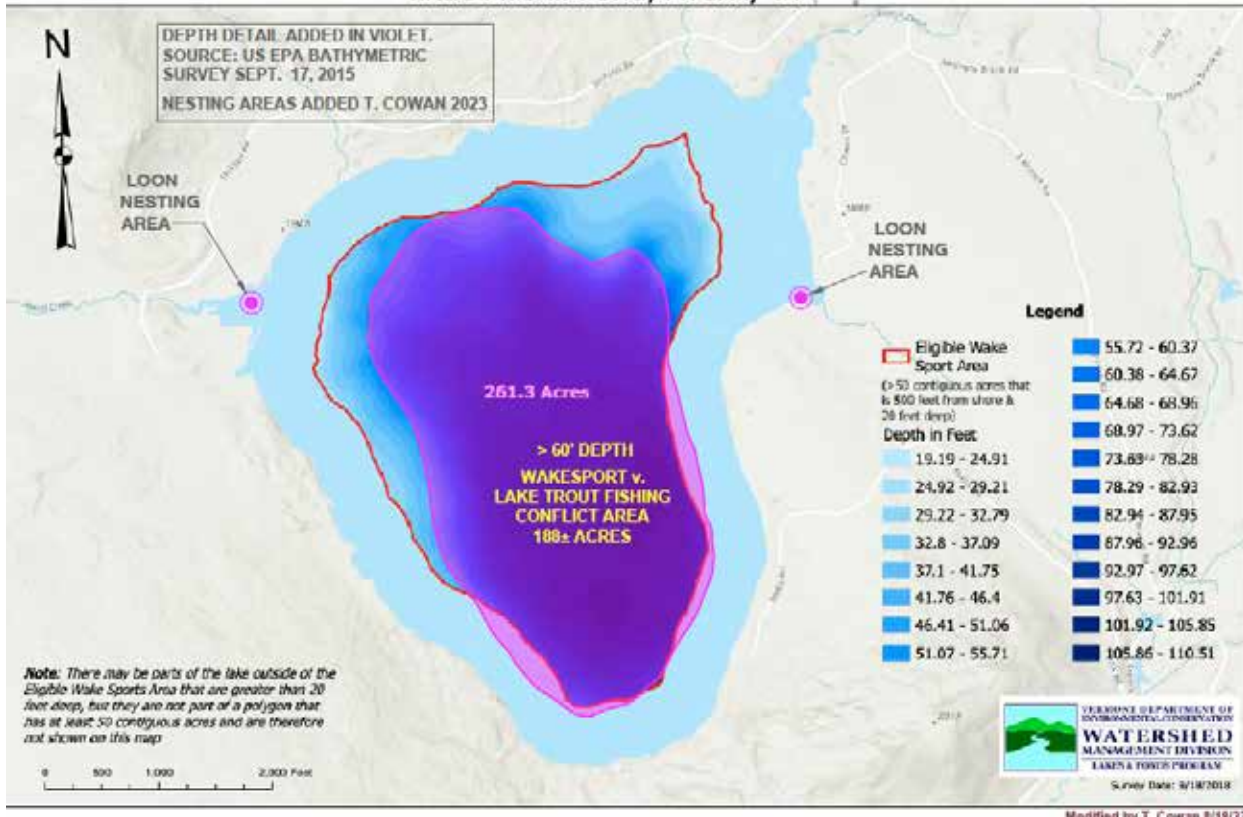 N
DEPTH DETAIL ADDED IN VIOLET.
SOURCE: US EPA BATHYMETRIC
SURVEY SEPT. 17, 2015
NESTING AREAS ADDED T. COWAN 2023
LOON
NESTING
AREA
LOON
NESTING
AREA
261.3 Acres
> 60' DEPTH
WAKESPORT v.
LAKE TROUT FISHING
CONFLICT AREA
188± ACRES
Legend
Eligible Wake
Sport Area
(>50 contiguous acres that
is 500 feet from shore &
20 feet deep)
Depth in Feet
19.19 - 24.91
24.92 - 29.21
29.22 - 32.79
32.8 - 37.09
37.1 - 41.75
41.76 - 46.4
46.41 - 51.06
51.07 - 55.71
55.72 - 60.37
60.38 - 64.67
64.68 - 68.96
68.97 - 73.62
73.63 - 78.28
78.29 - 82.93
82.94 - 87.95
87.96 - 92.96
92.97 - 97.62
97.63 - 101.91
101.92 - 105.85
105.86 - 110.51
Note: There may be parts of the lake outside of the
Eligible Wake Sports Area that are greater than 20
feet deep, but they are not part of a polygon that
has at least 50 contiguous acres and are therefore
not shown on this map
0 500 1,000 2,000 Feet
VERMONT DEPARTMENT OF
ENVIRONMENTAL CONSERVATION
WATERSHED
MANAGEMENT DIVISION
LAKES & PONDS PROGRAM
Survey Date: 9/18/2018
Modified by T. Cowan